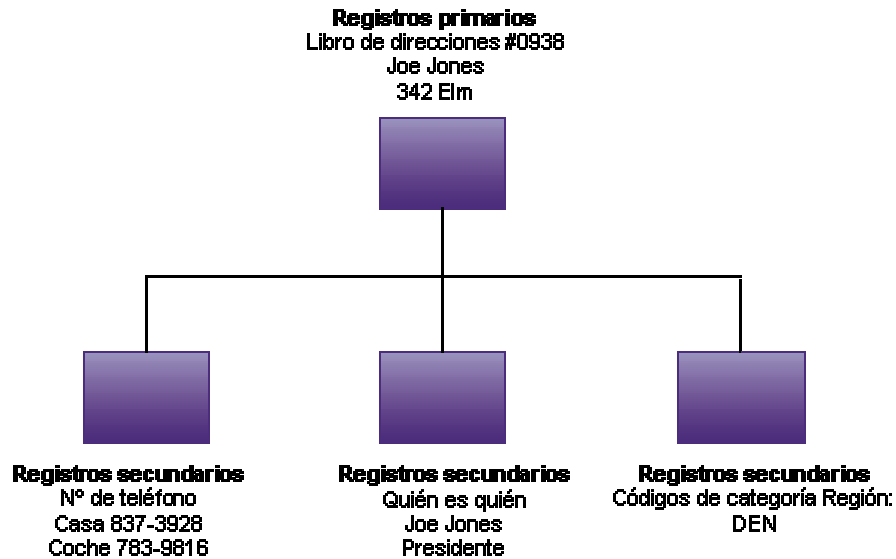 Registros primarios
Libro de direcciones #0938
Joe Jones
342 Elm
Registros secundarios
Nº de teléfono
Casa 837-3928
Coche 783-9816
Registros secundarios
Quién es quién
Joe Jones
Presidente
Registros secundarios
Códigos de categoría Región:
DEN